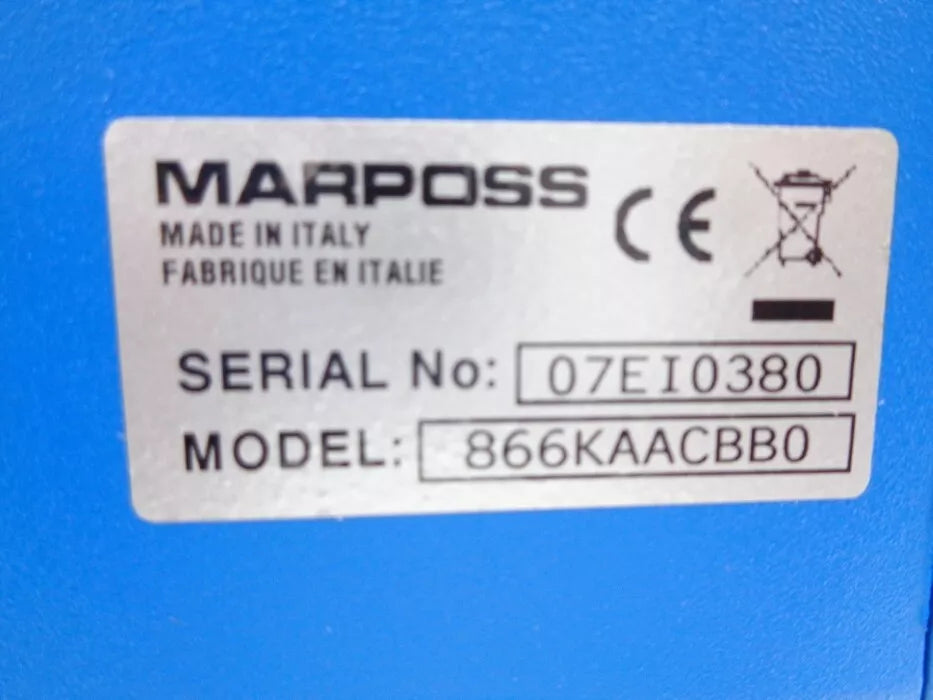 MARPOSS
MADE IN ITALY
FABRIQUE EN ITALIE
CE
SERIAL No: 07EI0380
MODEL: 866KAACBB0